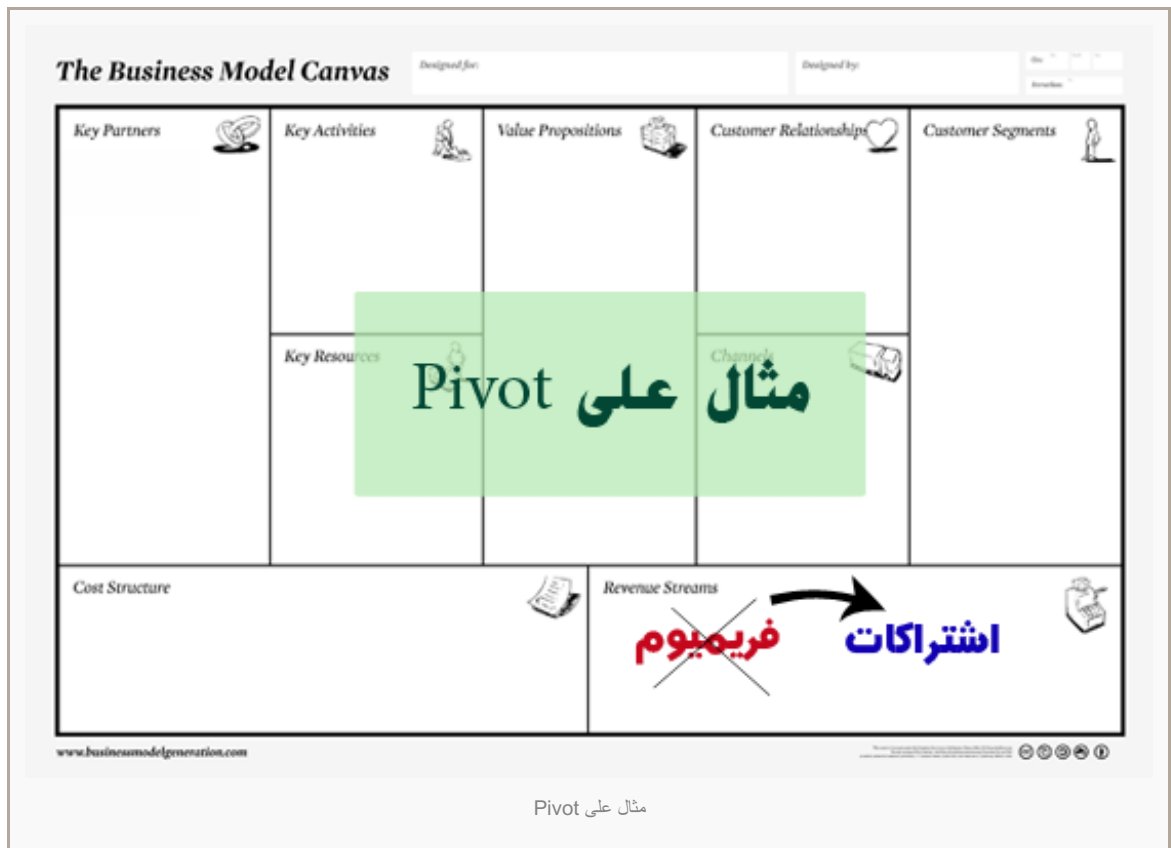 The Business Model Canvas
Designed for:
Designed by:
Key Partners
Key Activities
Value Propositions
Customer Relationships
Customer Segments
Key Resources
Channels
مثال على Pivot
Cost Structure
Revenue Streams
فريميوم
اشتراكات
www.businessmodelgeneration.com
مثال على Pivot